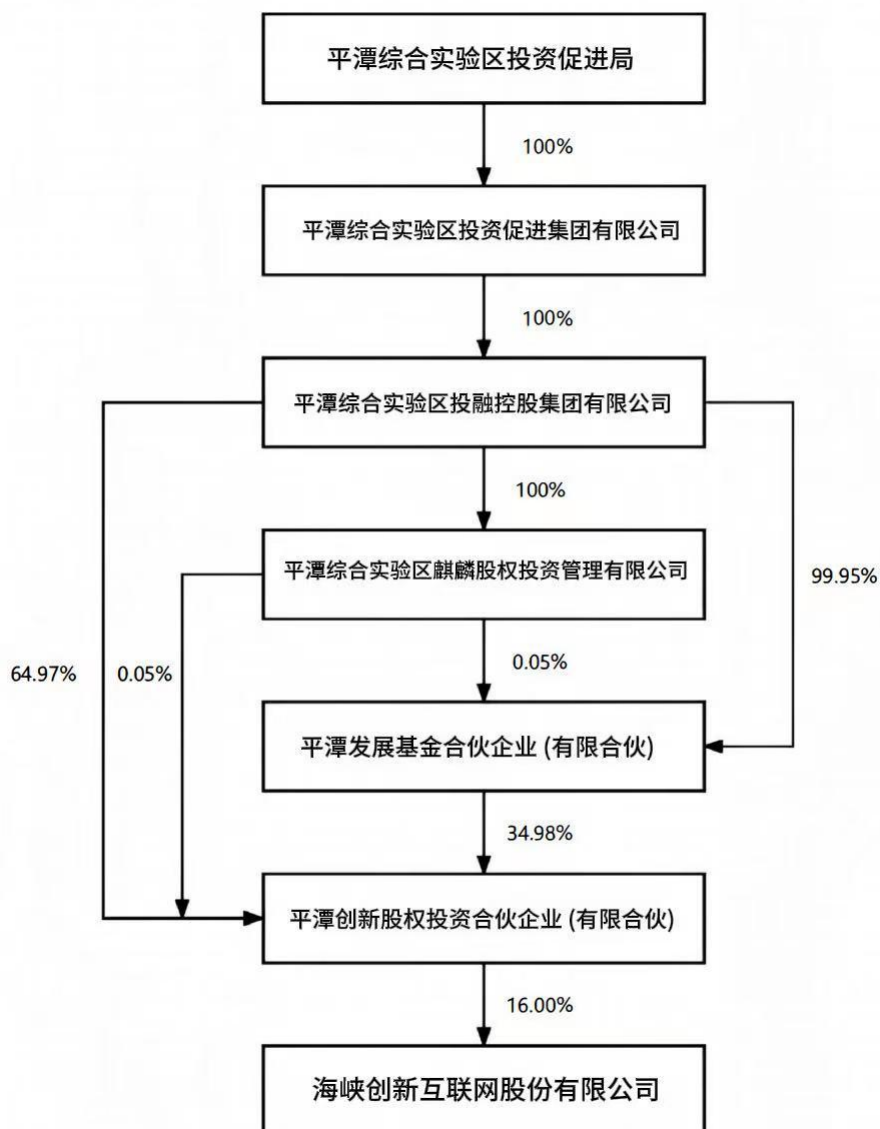 平潭综合实验区投资促进局
100%
平潭综合实验区投资促进集团有限公司
100%
平潭综合实验区投融控股集团有限公司
100%
平潭综合实验区麒麟股权投资管理有限公司
99.95%
64.97%
0.05%
0.05%
平潭发展基金合伙企业 (有限合伙)
34.98%
平潭创新股权投资合伙企业 (有限合伙)
16.00%
海峡创新互联网股份有限公司